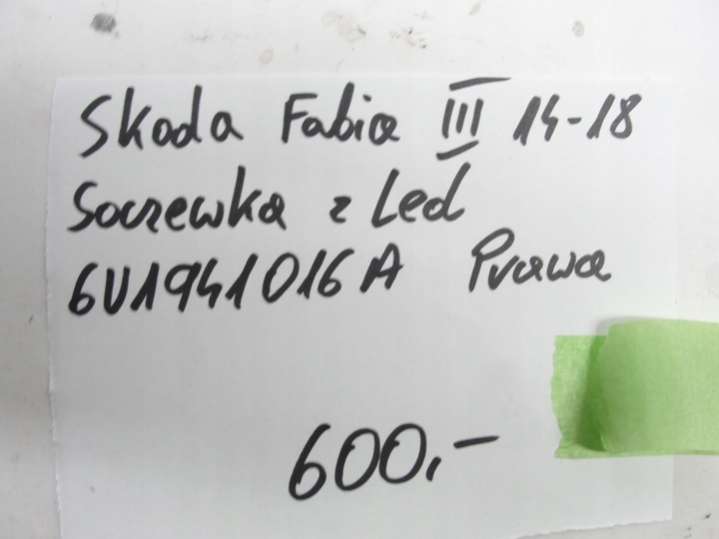 Skoda Fabia III 14-18
Soczewka z Led
6V1941016A Prawa
600,-